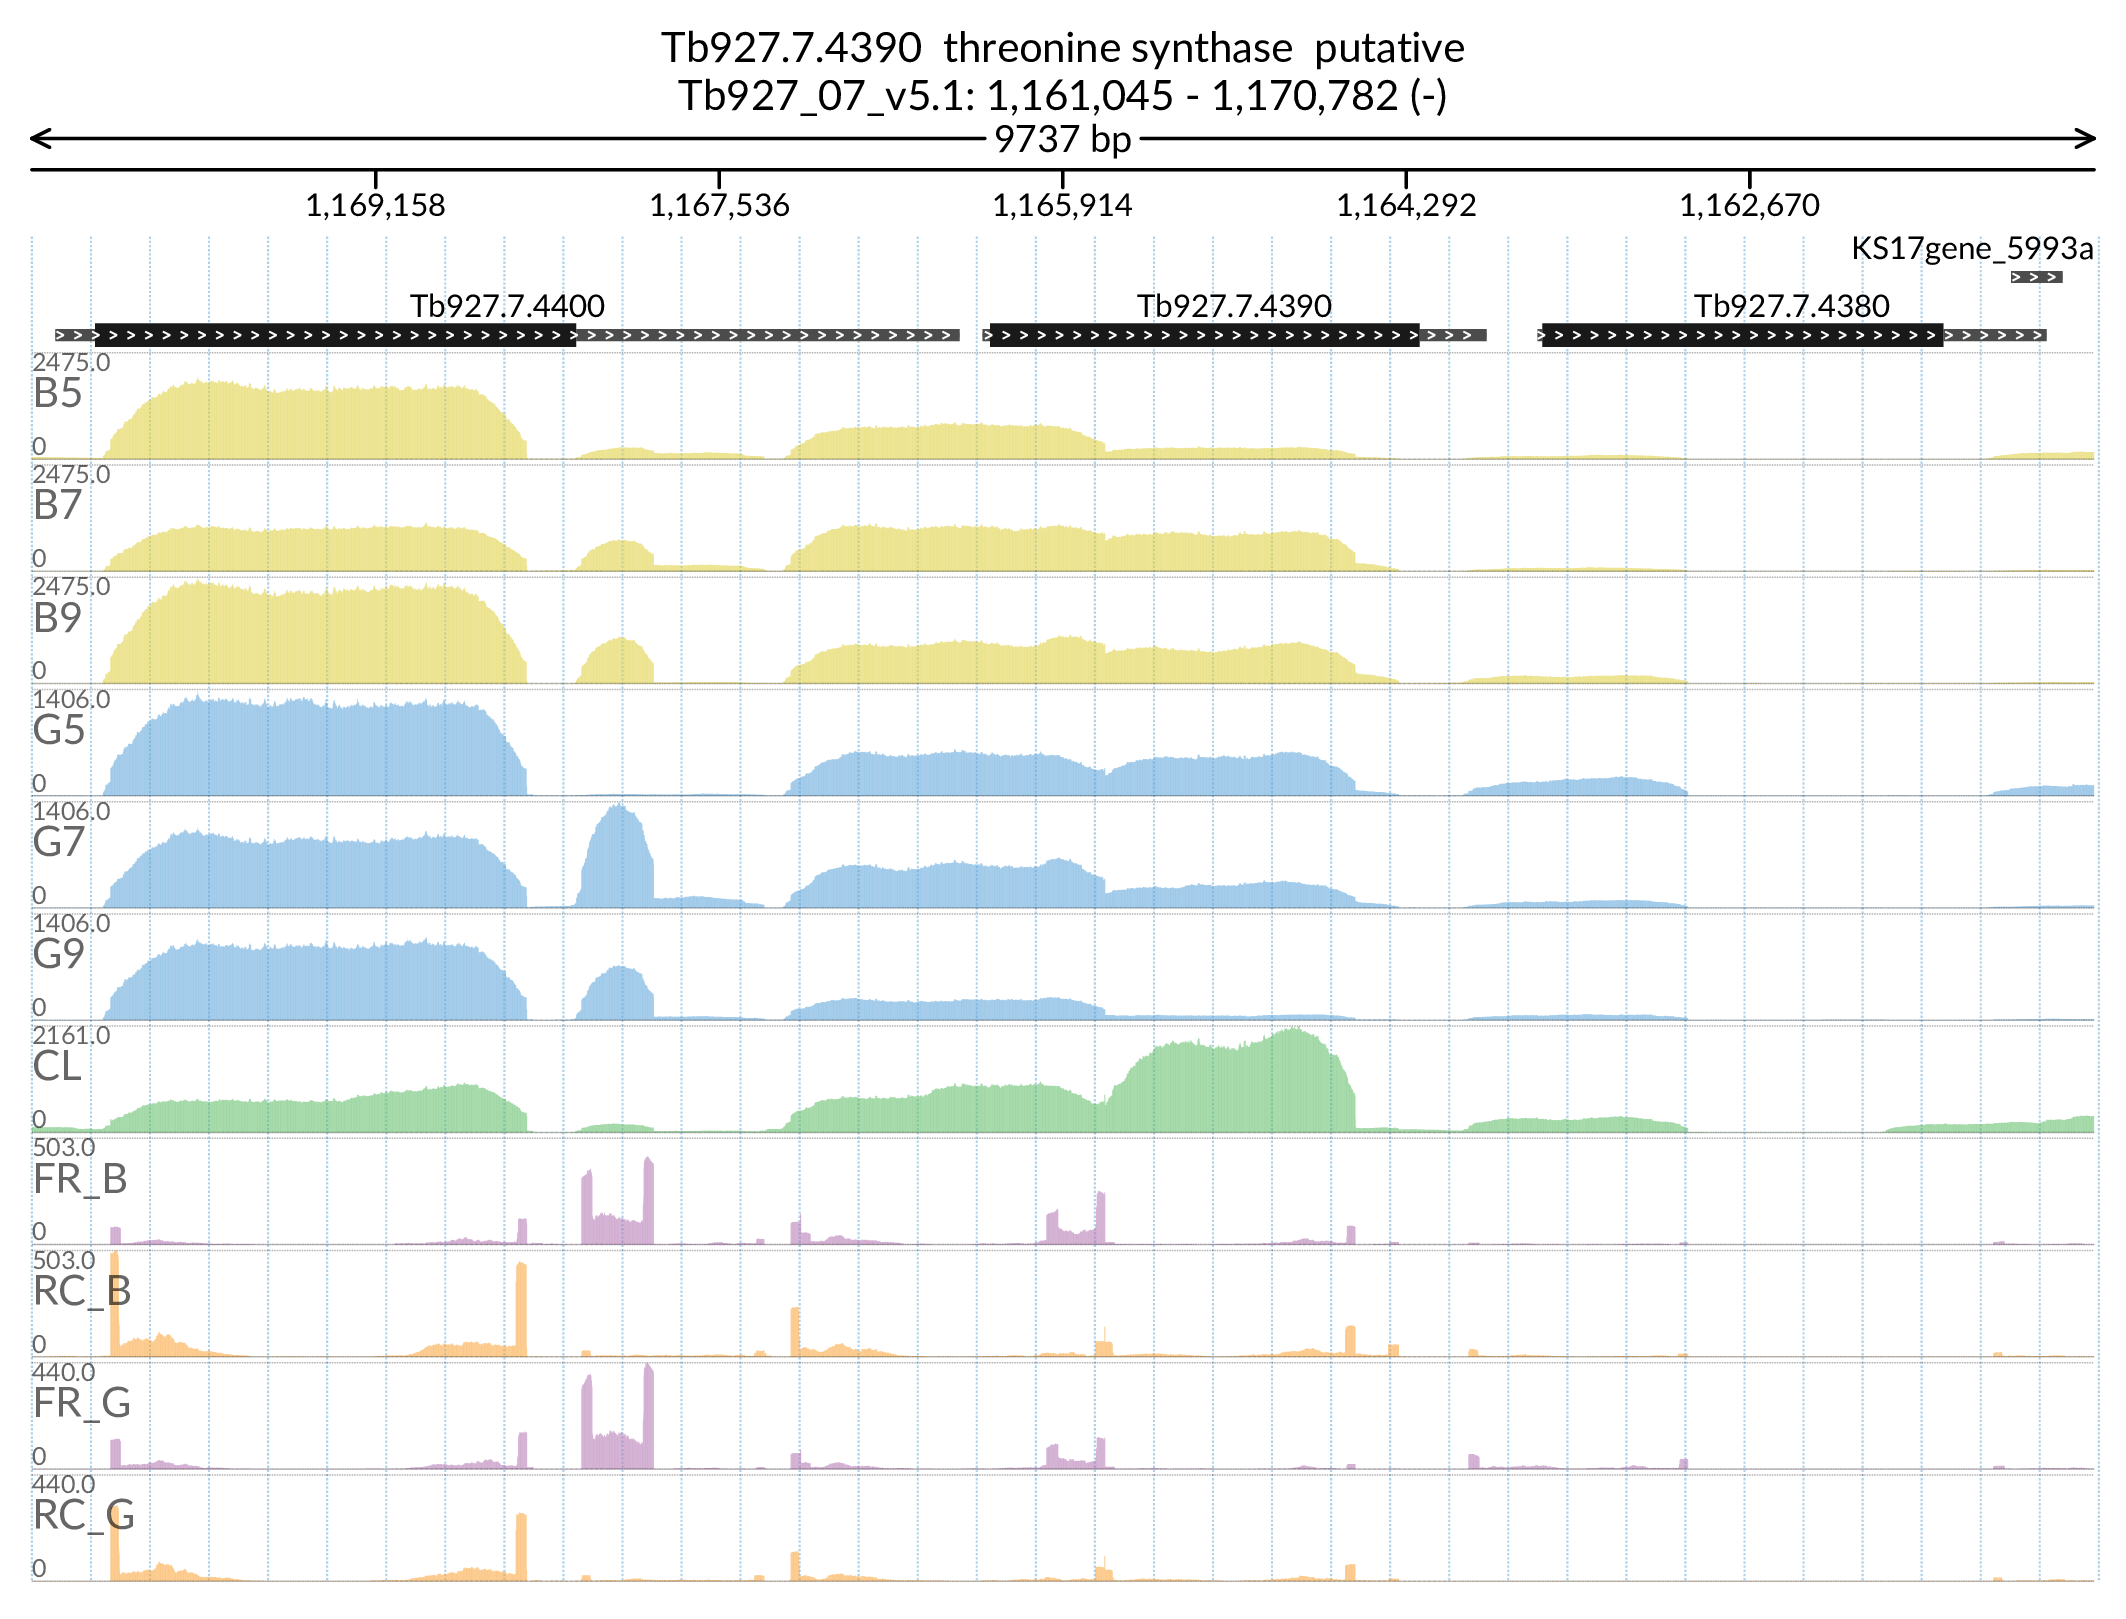 Tb927.7.4390  threonine synthase  putative
Tb927_07_v5.1: 1,161,045 - 1,170,782 (-)
9737 bp
1,169,158 1,167,536 1,165,914 1,164,292 1,162,670
KS17gene_5993a
Tb927.7.4400 Tb927.7.4390 Tb927.7.4380
2475.0
B5
0
2475.0
B7
0
2475.0
B9
0
1406.0
G5
0
1406.0
G7
0
1406.0
G9
0
2161.0
CL
0
503.0
FR_B
0
503.0
RC_B
0
440.0
FR_G
0
440.0
RC_G
0